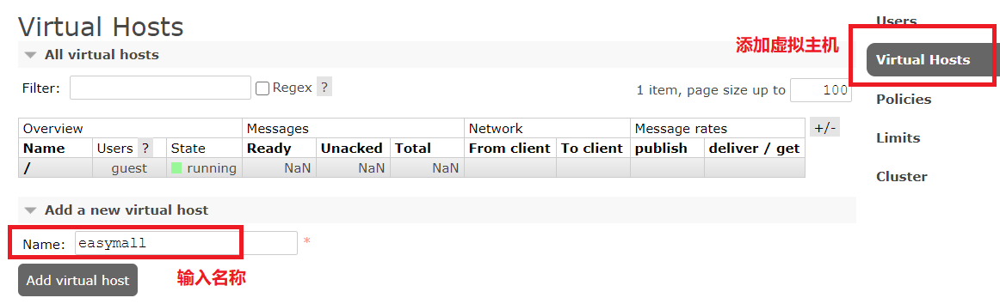 Virtual Hosts
All virtual hosts
Filter:
Regex ?
1 item, page size up to 100
Overview Messages Network Message rates +/-
Name Users ? State Ready Unacked Total From client To client publish deliver / get
/ guest running NaN NaN NaN
Add a new virtual host
Name: easymall *
Add virtual host
输入名称
添加虚拟主机
Users
Virtual Hosts
Policies
Limits
Cluster